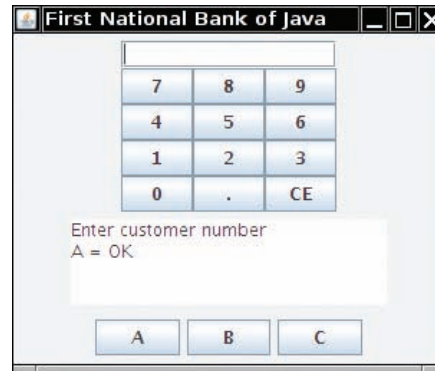 First National Bank of Java
7 8 9
4 5 6
1 2 3
0 . CE
Enter customer number
A = OK
A B C